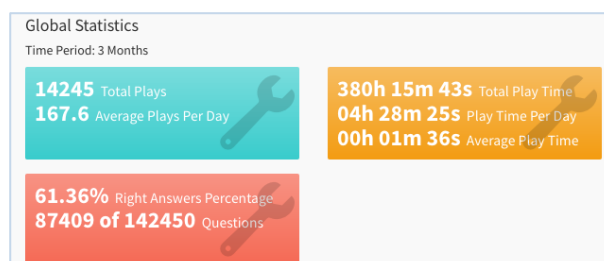 Global Statistics
Time Period: 3 Months
14245 Total Plays
167.6 Average Plays Per Day
380h 15m 43s Total Play Time
04h 28m 25s Play Time Per Day
00h 01m 36s Average Play Time
61.36% Right Answers Percentage
87409 of 142450 Questions